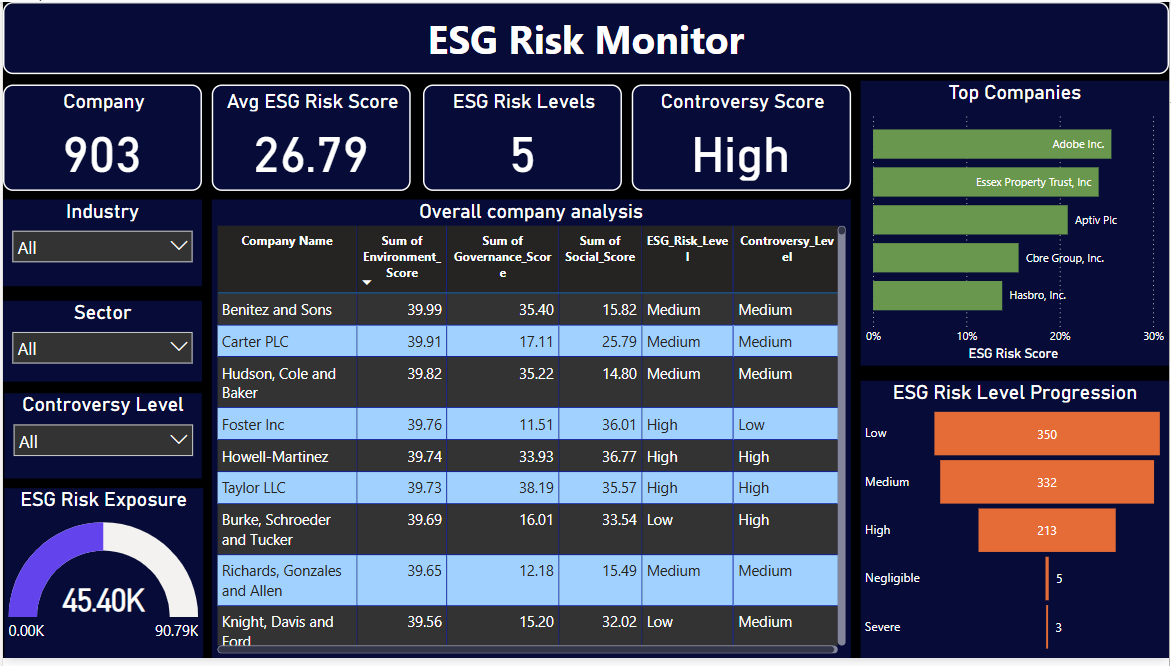 ESG Risk Monitor
Company
903
Avg ESG Risk Score
26.79
ESG Risk Levels
5
Controversy Score
High
Top Companies
Adobe Inc.
Essex Property Trust, Inc
Aptiv Plc
Cbre Group, Inc.
Hasbro, Inc.
0% 10% 20% 30%
ESG Risk Score
Industry
All
Sector
All
Controversy Level
All
ESG Risk Exposure
45.40K
0.00K 90.79K
Overall company analysis
Company Name Sum of Sum of Sum of ESG_Risk_Leve Controversy_Lev
Environment_ Governance_Scor Social_Score l el
Score e
Benitez and Sons 39.99 35.40 15.82 Medium Medium
Carter PLC 39.91 17.11 25.79 Medium Medium
Hudson, Cole and 39.82 35.22 14.80 Medium Medium
Baker
Foster Inc 39.76 11.51 36.01 High Low
Howell-Martinez 39.74 33.93 36.77 High High
Taylor LLC 39.73 38.19 35.57 High High
Burke, Schroeder 39.69 16.01 33.54 Low High
and Tucker
Richards, Gonzales 39.65 12.18 15.49 Medium Medium
and Allen
Knight, Davis and 39.56 15.20 32.02 Low Medium
Ford
ESG Risk Level Progression
Low 350
Medium 332
High 213
Negligible 5
Severe 3